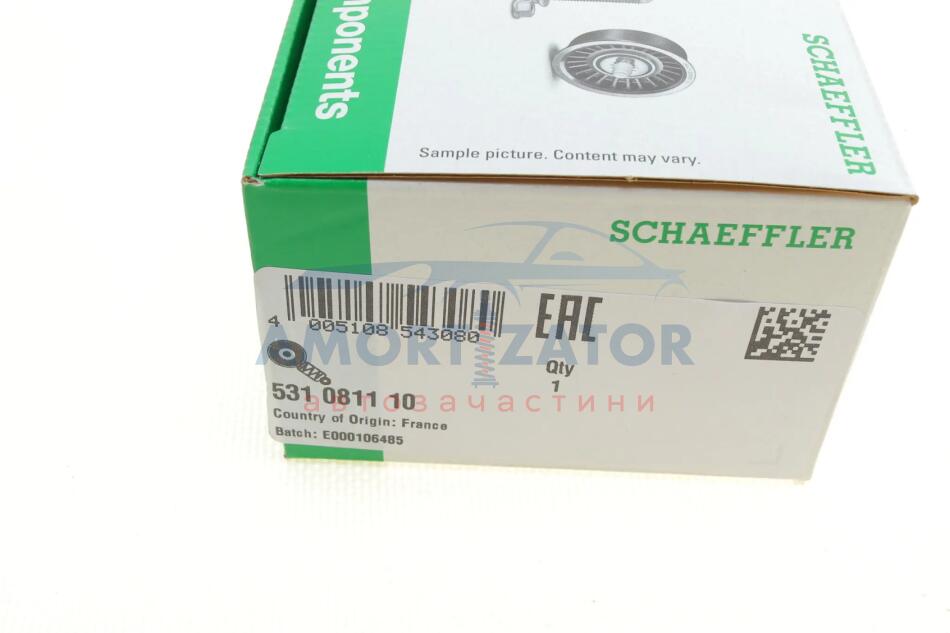 mponents
SCHAEFFLER
Sample picture. Content may vary.
SCHAEFFLER
4 005108 543080
EAC
AMORTIZATOR
автозачастини
Qty
1
531 0811 10
Country of Origin: France
Batch: E000106485